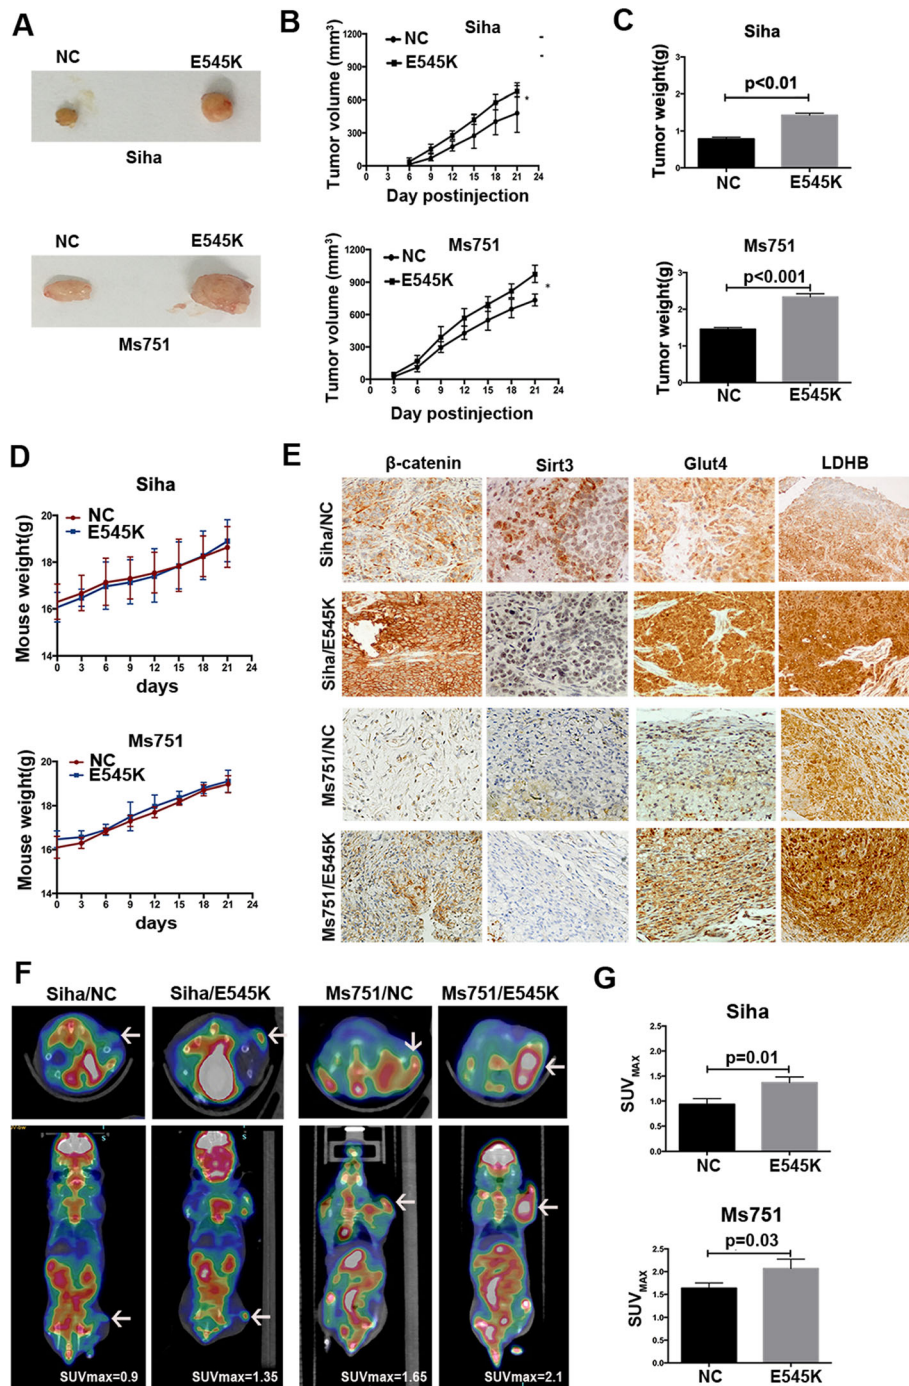 A
NC
E545K
Siha
NC
E545K
Ms751
B
Siha
Tumor volume (mm³)
NC
E545K
1200
900
600
300
0
*
0 3 6 9 12 15 18 21 24
Day postinjection
Ms751
Tumor volume (mm³)
NC
E545K
1200
900
600
300
0
*
0 3 6 9 12 15 18 21 24
Day postinjection
C
Siha
Tumor weight(g)
3
2
1
0
p<0.01
NC E545K
Ms751
Tumor weight(g)
3
2
1
0
p<0.001
NC E545K
D
Siha
Mouse weight(g)
NC
E545K
20
18
16
14
0 3 6 9 12 15 18 21 24
days
Ms751
Mouse weight(g)
NC
E545K
20
18
16
14
0 3 6 9 12 15 18 21 24
days
E
β-catenin Sirt3 Glut4 LDHB
Siha/NC
Siha/E545K
Ms751/NC
Ms751/E545K
F
Siha/NC Siha/E545K Ms751/NC Ms751/E545K
SUVmax=0.9 SUVmax=1.35 SUVmax=1.65 SUVmax=2.1
G
Siha
SUVMAX
2.5
2.0
1.5
1.0
0.5
0.0
p=0.01
NC E545K
Ms751
SUVMAX
2.5
2.0
1.5
1.0
0.5
0.0
p=0.03
NC E545K